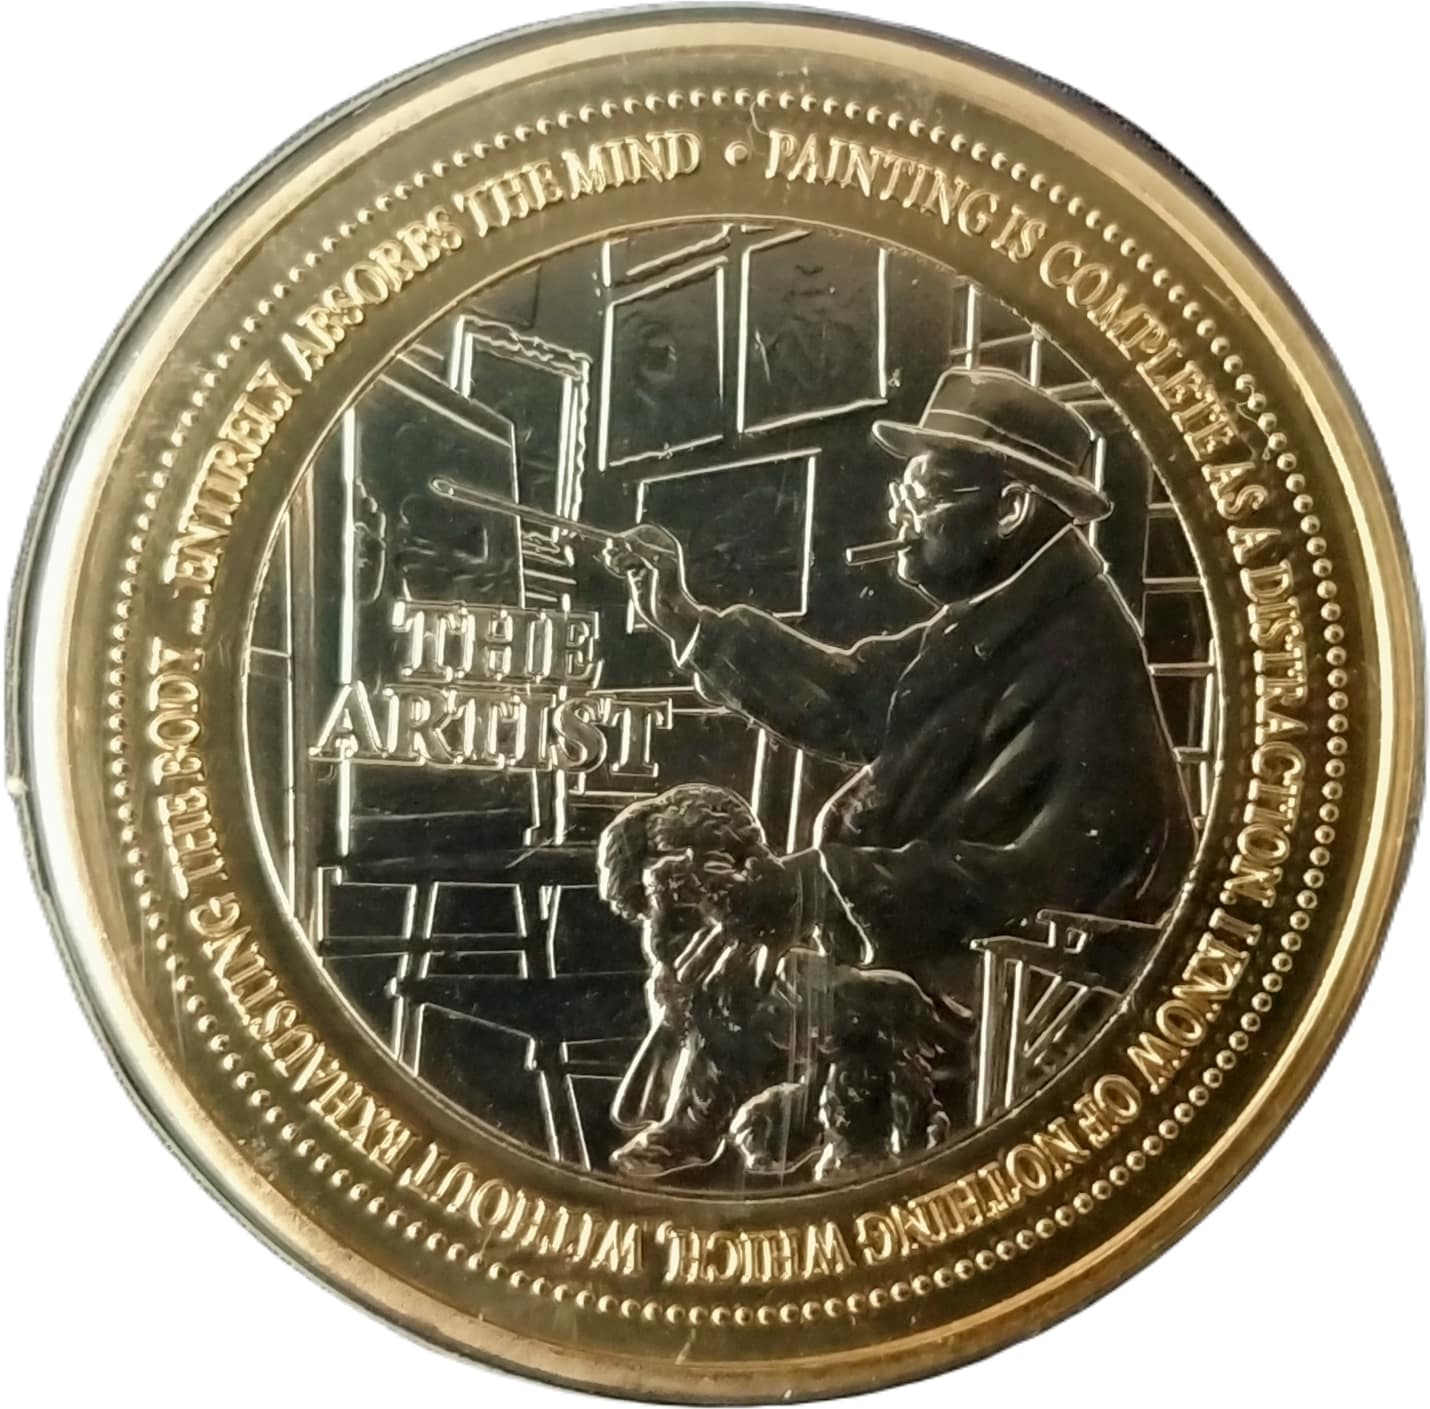 PAINTING IS COMPLETE AS A DISTRACTION. I KNOW OF NOTHING WHICH, WITHOUT EXHAUSTING THE BODY ...ENTIRELY ABSORBS THE MIND •
THE
ARTIST